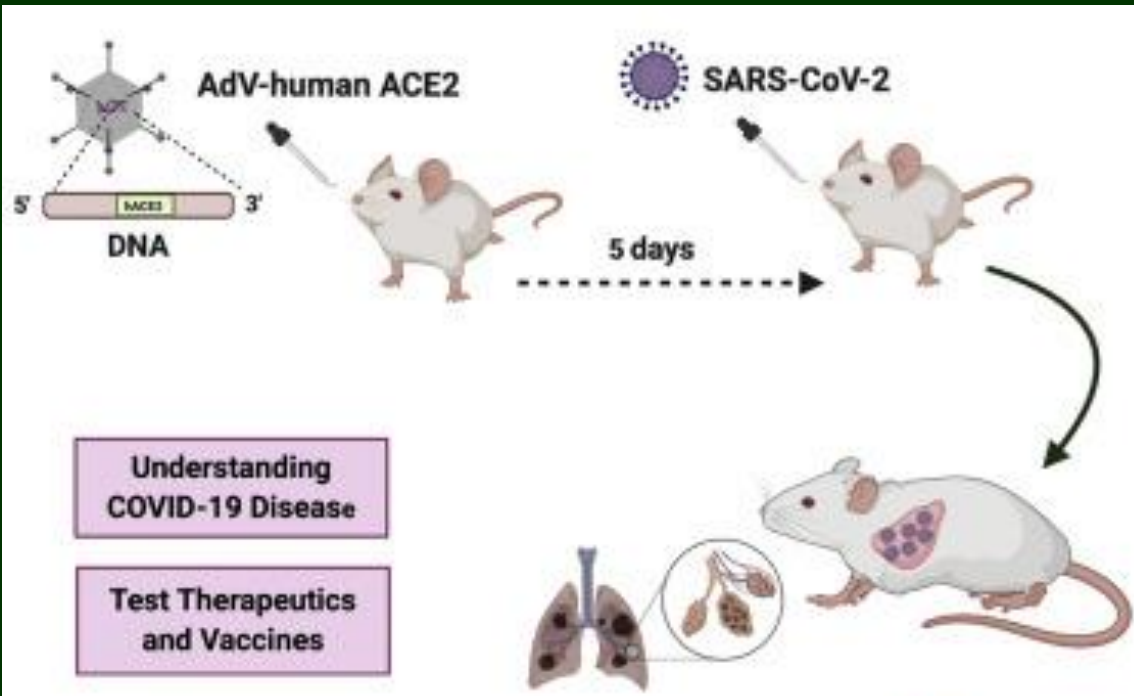 AdV-human ACE2
SARS-CoV-2
5'
hACE2
3'
DNA
5 days
Understanding
COVID-19 Disease
Test Therapeutics
and Vaccines